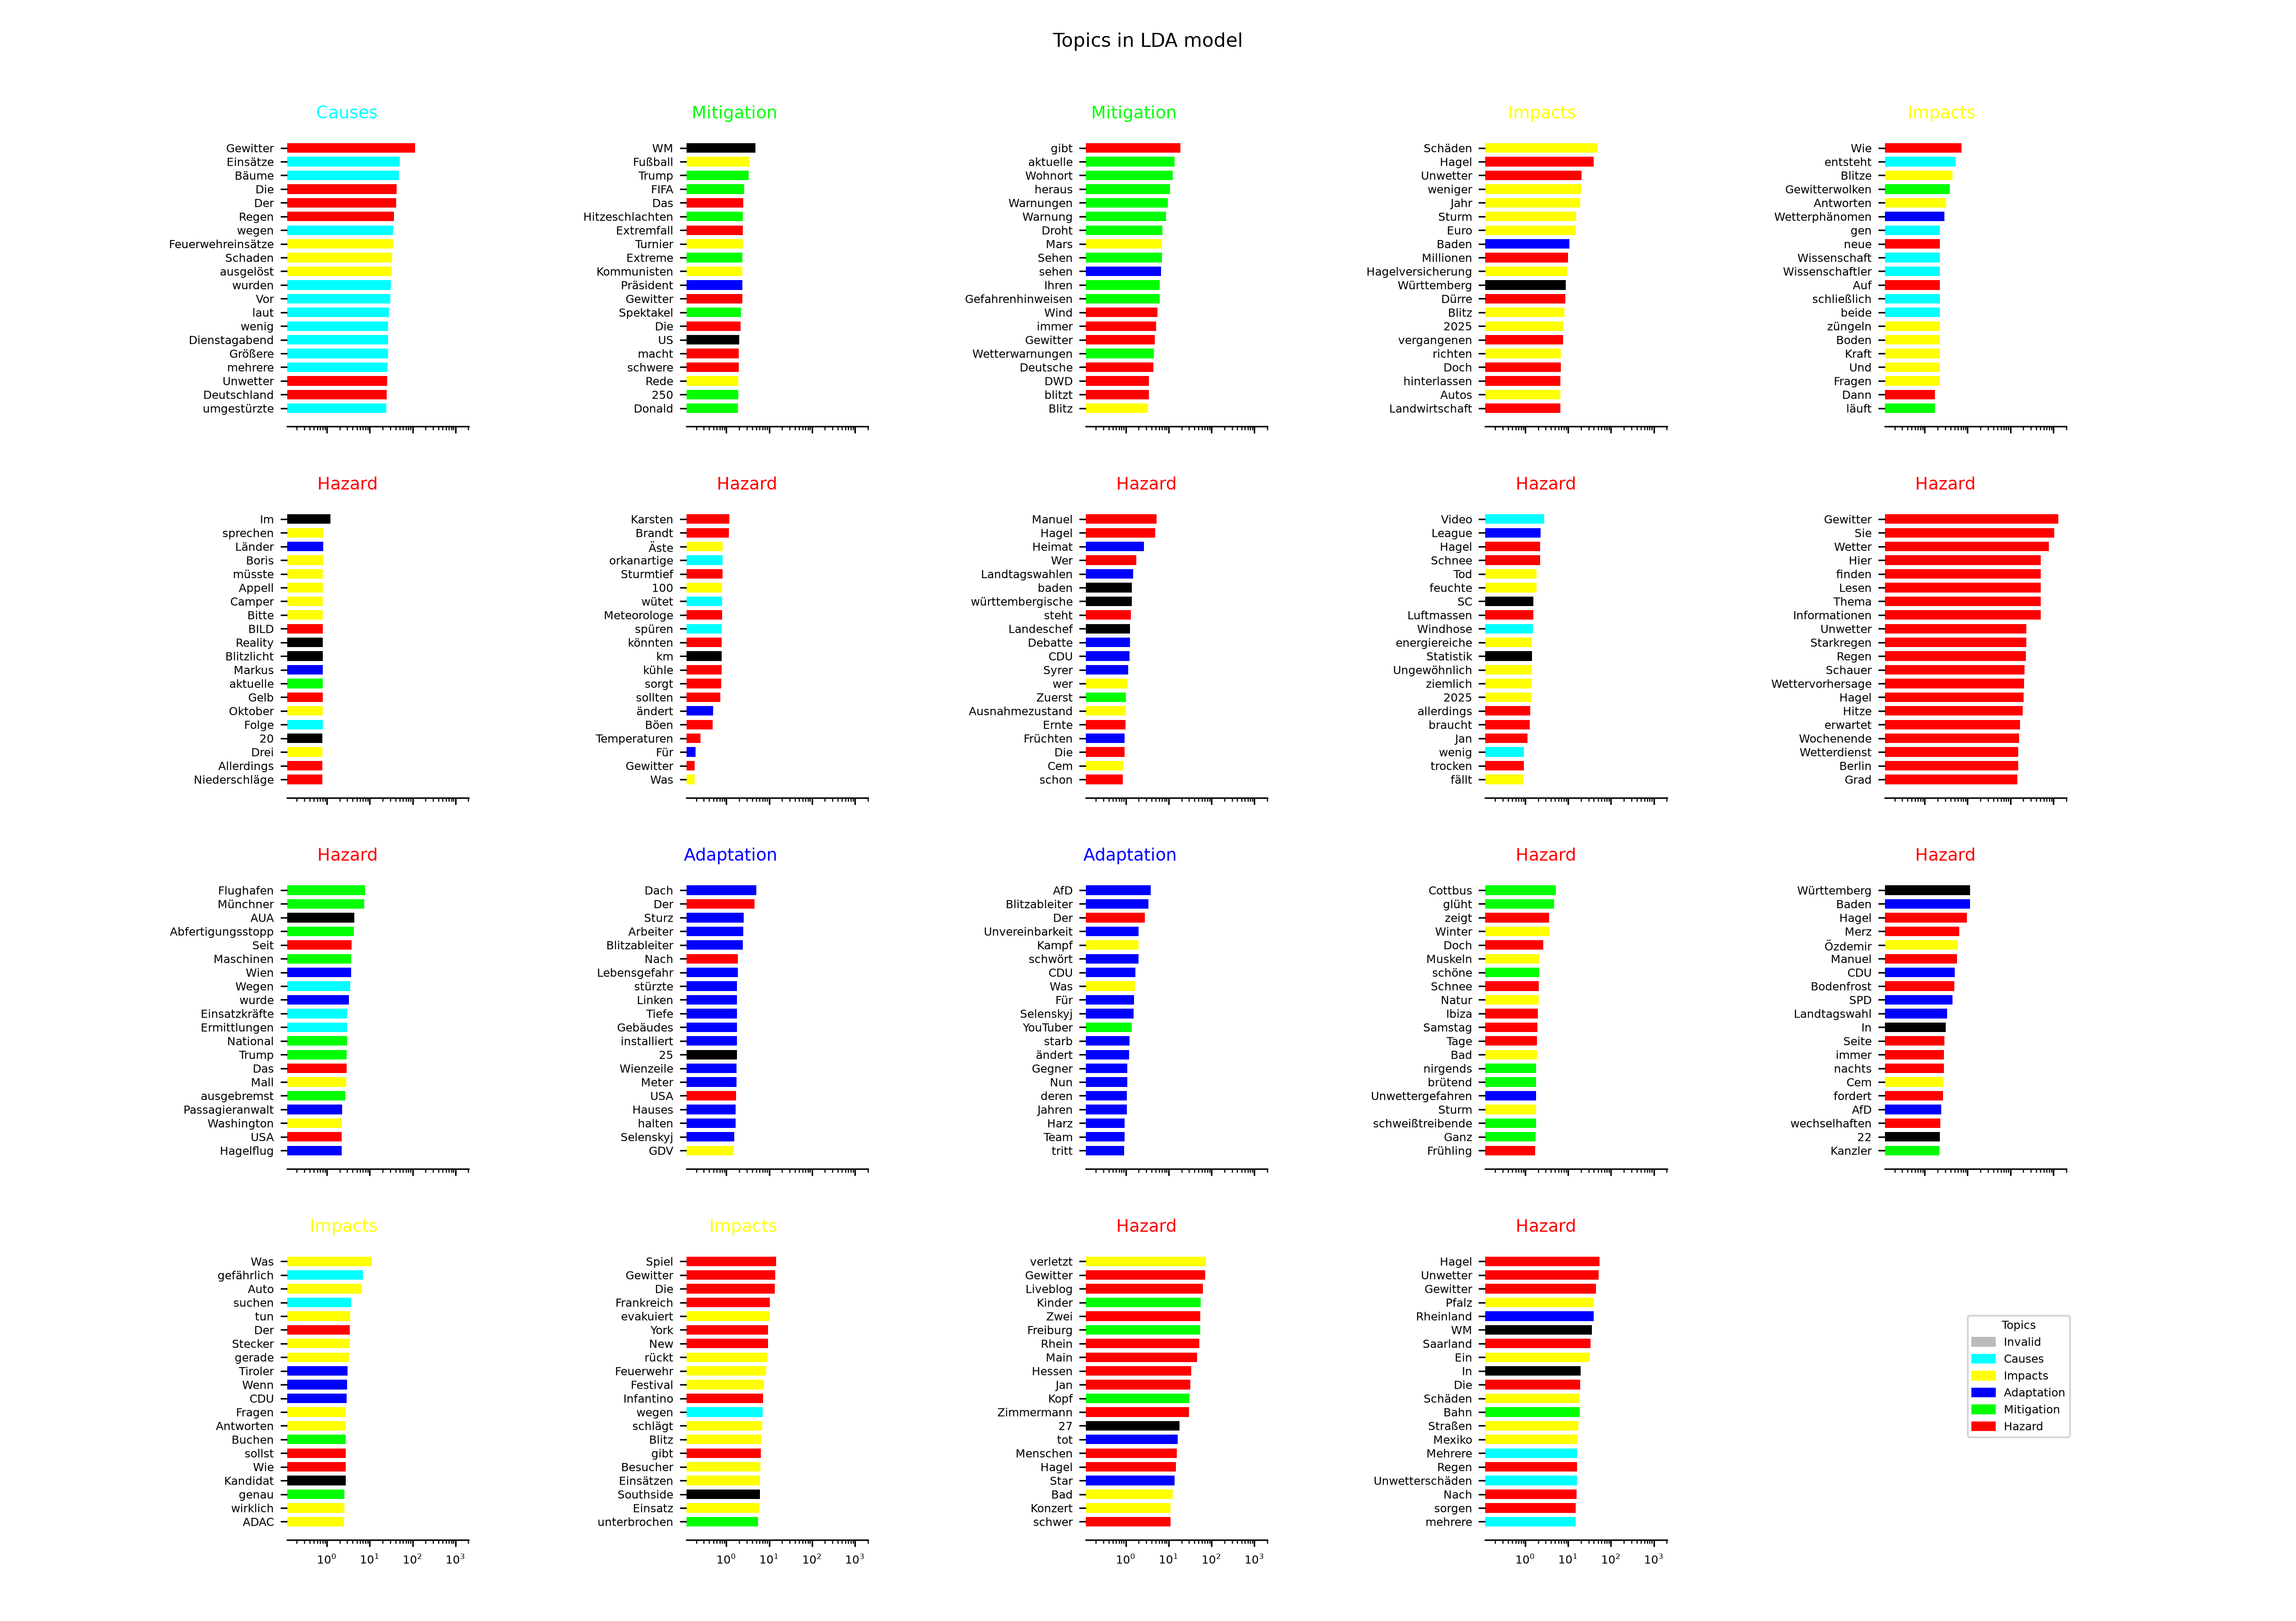 Topics in LDA model
Causes
Gewitter
Einsätze
Bäume
Die
Der
Regen
wegen
Feuerwehreinsätze
Schaden
ausgelöst
wurden
Vor
laut
wenig
Dienstagabend
Größere
mehrere
Unwetter
Deutschland
umgestürzte
Mitigation
WM
Fußball
Trump
FIFA
Das
Hitzeschlachten
Extremfall
Turnier
Extreme
Kommunisten
Präsident
Gewitter
Spektakel
Die
US
macht
schwere
Rede
250
Donald
Mitigation
gibt
aktuelle
Wohnort
heraus
Warnungen
Warnung
Droht
Mars
Sehen
sehen
Ihren
Gefahrenhinweisen
Wind
immer
Gewitter
Wetterwarnungen
Deutsche
DWD
blitzt
Blitz
Impacts
Schäden
Hagel
Unwetter
weniger
Jahr
Sturm
Euro
Baden
Millionen
Hagelversicherung
Württemberg
Dürre
Blitz
2025
vergangenen
richten
Doch
hinterlassen
Autos
Landwirtschaft
Impacts
Wie
entsteht
Blitze
Gewitterwolken
Antworten
Wetterphänomen
gen
neue
Wissenschaft
Wissenschaftler
Auf
schließlich
beide
züngeln
Boden
Kraft
Und
Fragen
Dann
läuft
Hazard
Im
sprechen
Länder
Boris
müsste
Appell
Camper
Bitte
BILD
Reality
Blitzlicht
Markus
aktuelle
Gelb
Oktober
Folge
20
Drei
Allerdings
Niederschläge
Hazard
Karsten
Brandt
Äste
orkanartige
Sturmtief
100
wütet
Meteorologe
spüren
könnten
km
kühle
sorgt
sollten
ändert
Böen
Temperaturen
Für
Gewitter
Was
Hazard
Manuel
Hagel
Heimat
Wer
Landtagswahlen
baden
württembergische
steht
Landeschef
Debatte
CDU
Syrer
wer
Zuerst
Ausnahmezustand
Ernte
Früchten
Die
Cem
schon
Hazard
Video
League
Hagel
Schnee
Tod
feuchte
SC
Luftmassen
Windhose
energiereiche
Statistik
Ungewöhnlich
ziemlich
2025
allerdings
braucht
Jan
wenig
trocken
fällt
Hazard
Gewitter
Sie
Wetter
Hier
finden
Lesen
Thema
Informationen
Unwetter
Starkregen
Regen
Schauer
Wettervorhersage
Hagel
Hitze
erwartet
Wochenende
Wetterdienst
Berlin
Grad
Hazard
Flughafen
Münchner
AUA
Abfertigungsstopp
Seit
Maschinen
Wien
Wegen
wurde
Einsatzkräfte
Ermittlungen
National
Trump
Das
Mall
ausgebremst
Passagieranwalt
Washington
USA
Hagelflug
Adaptation
Dach
Der
Sturz
Arbeiter
Blitzableiter
Nach
Lebensgefahr
stürzte
Linken
Tiefe
Gebäudes
installiert
25
Wienzeile
Meter
USA
Hauses
halten
Selenskyj
GDV
Adaptation
AfD
Blitzableiter
Der
Unvereinbarkeit
Kampf
schwört
CDU
Was
Für
Selenskyj
YouTuber
starb
ändert
Gegner
Nun
deren
Jahren
Harz
Team
tritt
Hazard
Cottbus
glüht
zeigt
Winter
Doch
Muskeln
schöne
Schnee
Natur
Ibiza
Samstag
Tage
Bad
nirgends
brütend
Unwettergefahren
Sturm
schweißtreibende
Ganz
Frühling
Hazard
Württemberg
Baden
Hagel
Merz
Özdemir
Manuel
CDU
Bodenfrost
SPD
Landtagswahl
In
Seite
immer
nachts
Cem
fordert
AfD
wechselhaften
22
Kanzler
Impacts
Was
gefährlich
Auto
suchen
tun
Der
Stecker
gerade
Tiroler
Wenn
CDU
Fragen
Antworten
Buchen
sollst
Wie
Kandidat
genau
wirklich
ADAC
10⁰ 10¹ 10² 10³
Impacts
Spiel
Gewitter
Die
Frankreich
evakuiert
York
New
rückt
Feuerwehr
Festival
Infantino
wegen
schlägt
Blitz
gibt
Besucher
Einsätzen
Southside
Einsatz
unterbrochen
10⁰ 10¹ 10² 10³
Hazard
verletzt
Gewitter
Liveblog
Kinder
Zwei
Freiburg
Rhein
Main
Hessen
Jan
Kopf
Zimmermann
27
tot
Menschen
Hagel
Star
Bad
Konzert
schwer
10⁰ 10¹ 10² 10³
Hazard
Hagel
Unwetter
Gewitter
Pfalz
Rheinland
WM
Saarland
Ein
In
Die
Schäden
Bahn
Straßen
Mexiko
Mehrere
Regen
Unwetterschäden
Nach
sorgen
mehrere
10⁰ 10¹ 10² 10³
Topics
Invalid
Causes
Impacts
Adaptation
Mitigation
Hazard